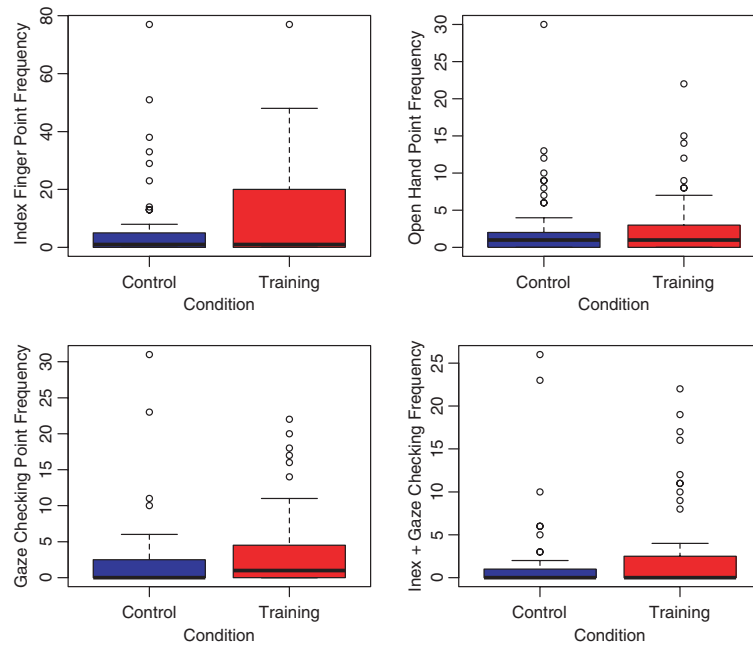 Index Finger Point Frequency
80
60
40
20
0
Control Training
Condition
Open Hand Point Frequency
30
25
20
15
10
5
0
Control Training
Condition
Gaze Checking Point Frequency
30
25
20
15
10
5
0
Control Training
Condition
Inex + Gaze Checking Frequency
25
20
15
10
5
0
Control Training
Condition